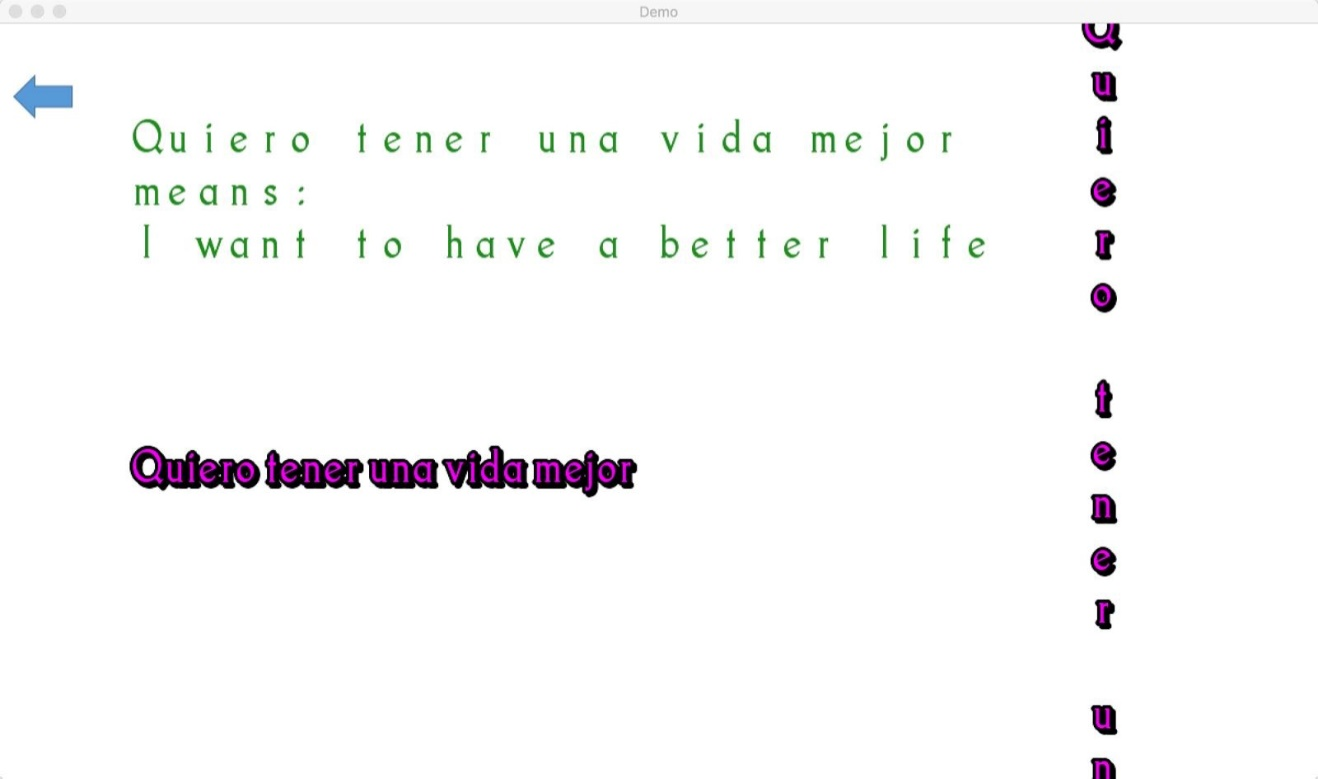 Demo
Quiero tener una vida mejor
means:
I want to have a better life
Quiero tener una vida mejor
Quiero tener un